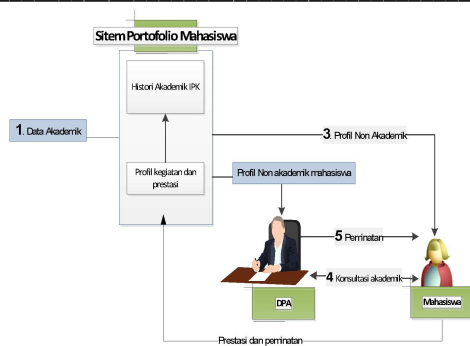 Sitem Portofolio Mahasiswa
Histori Akademik IPK
1. Data Akademik
3. Profil Non Akademik
Profil kegiatan dan
prestasi
Profil Non akademik mahasiswa
5 Peminatan
4 Konsultasi akademik
DPA
Mahasiswa
Prestasi dan peminatan